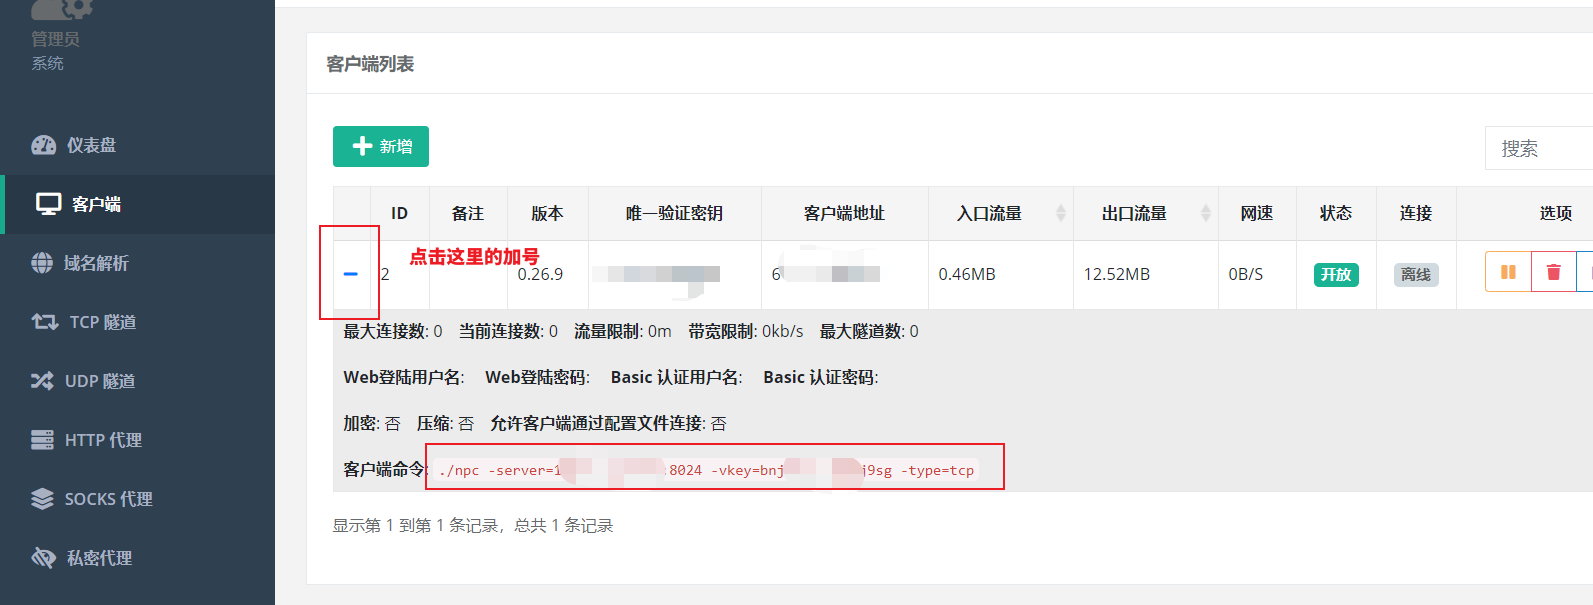 管理员
系统
仪表盘
客户端
域名解析
TCP 隧道
UDP 隧道
HTTP 代理
SOCKS 代理
私密代理
客户端列表
新增
搜索
ID 备注 版本 唯一验证密钥 客户端地址 入口流量 出口流量 网速 状态 连接 选项
点击这里的加号
2 0.26.9 6 0.46MB 12.52MB 0B/S 开放 离线
最大连接数: 0 当前连接数: 0 流量限制: 0m 带宽限制: 0kb/s 最大隧道数: 0
Web登陆用户名: Web登陆密码: Basic 认证用户名: Basic 认证密码:
加密: 否 压缩: 否 允许客户端通过配置文件连接: 否
客户端命令: ./npc -server=1 :8024 -vkey=bnj j9sg -type=tcp
显示第 1 到第 1 条记录，总共 1 条记录